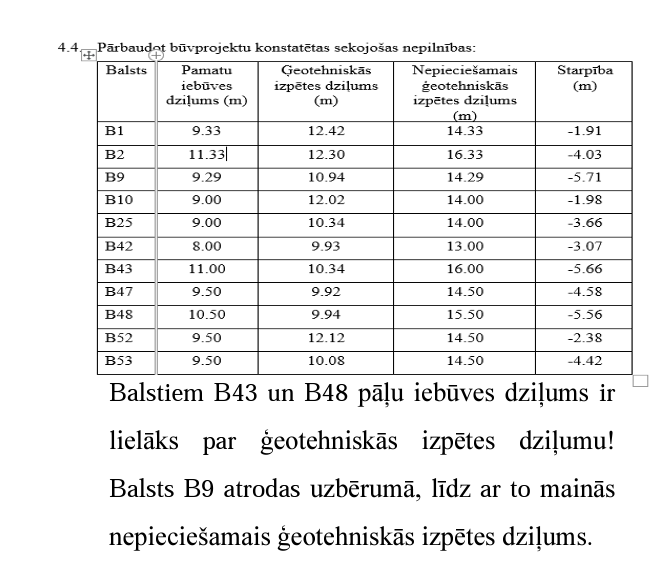 4.4. Pārbaudot būvprojektu konstatētas sekojošas nepilnības:
Balsts Pamatu iebūves dziļums (m) Ģeotehniskās izpētes dziļums (m) Nepieciešamais ģeotehniskās izpētes dziļums (m) Starpība (m)
B1 9.33 12.42 14.33 -1.91
B2 11.33 12.30 16.33 -4.03
B9 9.29 10.94 14.29 -5.71
B10 9.00 12.02 14.00 -1.98
B25 9.00 10.34 14.00 -3.66
B42 8.00 9.93 13.00 -3.07
B43 11.00 10.34 16.00 -5.66
B47 9.50 9.92 14.50 -4.58
B48 10.50 9.94 15.50 -5.56
B52 9.50 12.12 14.50 -2.38
B53 9.50 10.08 14.50 -4.42
Balstiem B43 un B48 pāļu iebūves dziļums ir
lielāks par ģeotehniskās izpētes dziļumu!
Balsts B9 atrodas uzbērumā, līdz ar to mainās
nepieciešamais ģeotehniskās izpētes dziļums.